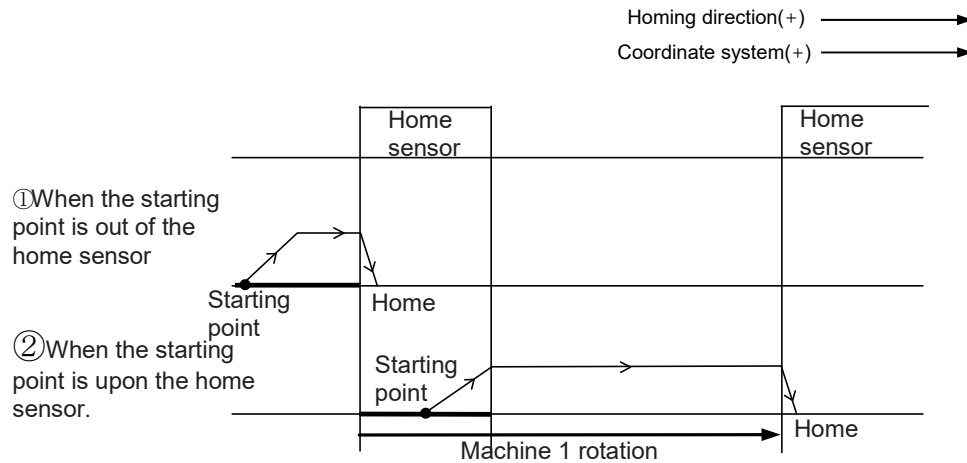 Homing direction(+)
Coordinate system(+)
Home
sensor
Home
sensor
①When the starting
point is out of the
home sensor
Starting
point
Home
②When the starting
point is upon the home
sensor.
Starting
point
Home
Machine 1 rotation